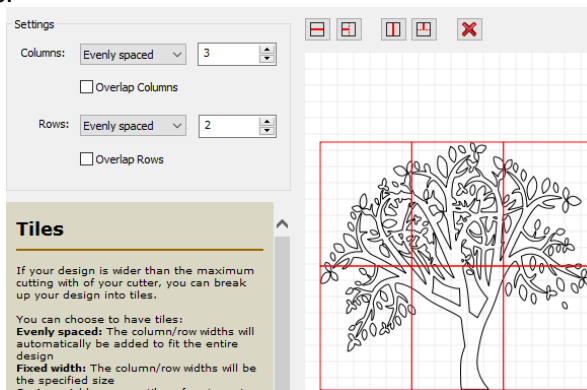 Settings
Columns: Evenly spaced 3
Overlap Columns
Rows: Evenly spaced 2
Overlap Rows
Tiles
If your design is wider than the maximum
cutting with of your cutter, you can break
up your design into tiles.
You can choose to have tiles:
Evenly spaced: The column/row widths will
automatically be added to fit the entire
design
Fixed width: The column/row widths will be
the specified size